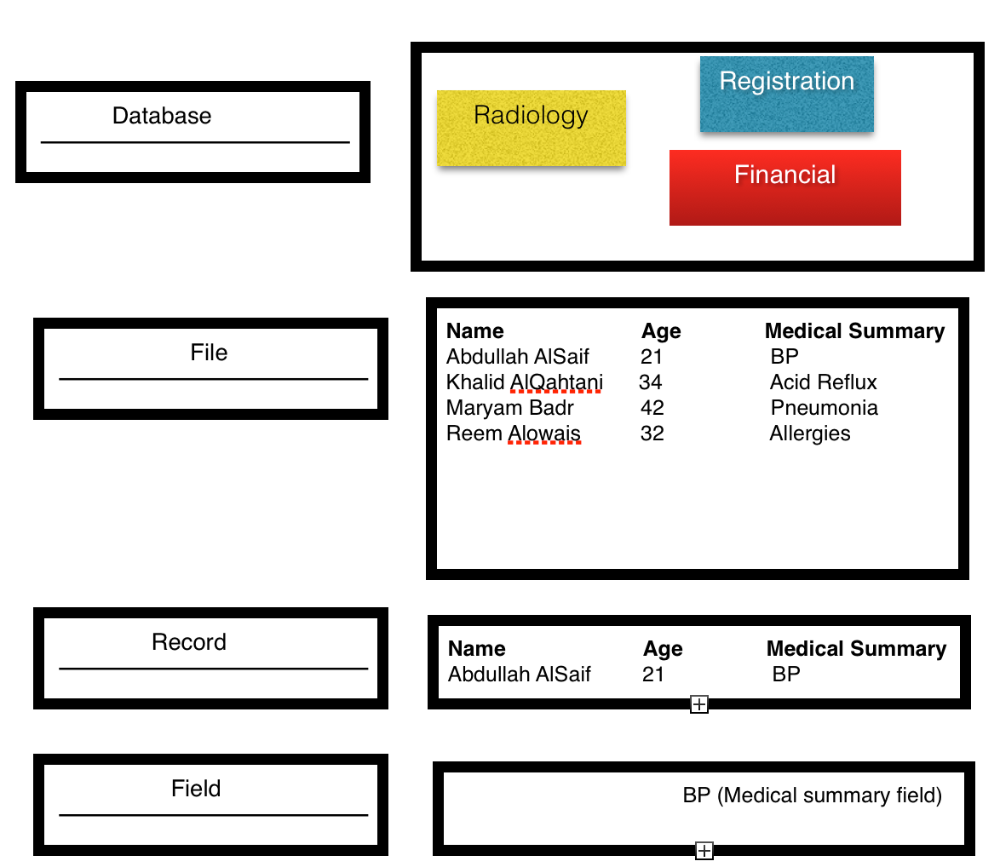 Database
Registration
Radiology
Financial
File
Name Age Medical Summary
Abdullah AlSaif 21 BP
Khalid AlQahtani 34 Acid Reflux
Maryam Badr 42 Pneumonia
Reem Alowais 32 Allergies
Record
Name Age Medical Summary
Abdullah AlSaif 21 BP
Field
BP (Medical summary field)